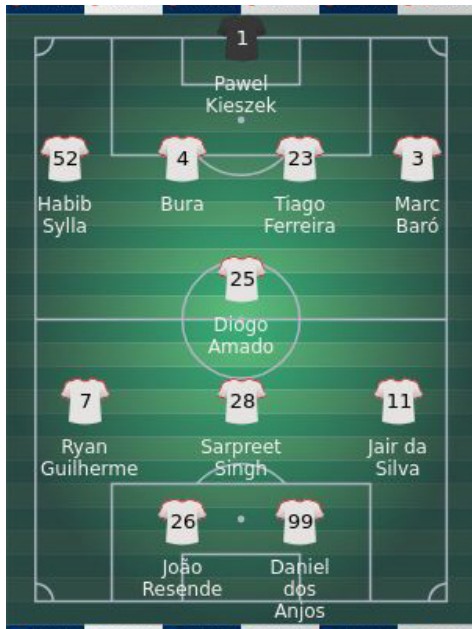 1
Pawel
Kieszek
52
4
23
3
Habib
Sylla
Bura
Tiago
Ferreira
Marc
Baró
25
Diogo
Amado
7
28
11
Ryan
Guilherme
Sarpreet
Singh
Jair da
Silva
26
99
João
Resende
Daniel
dos
Anjos